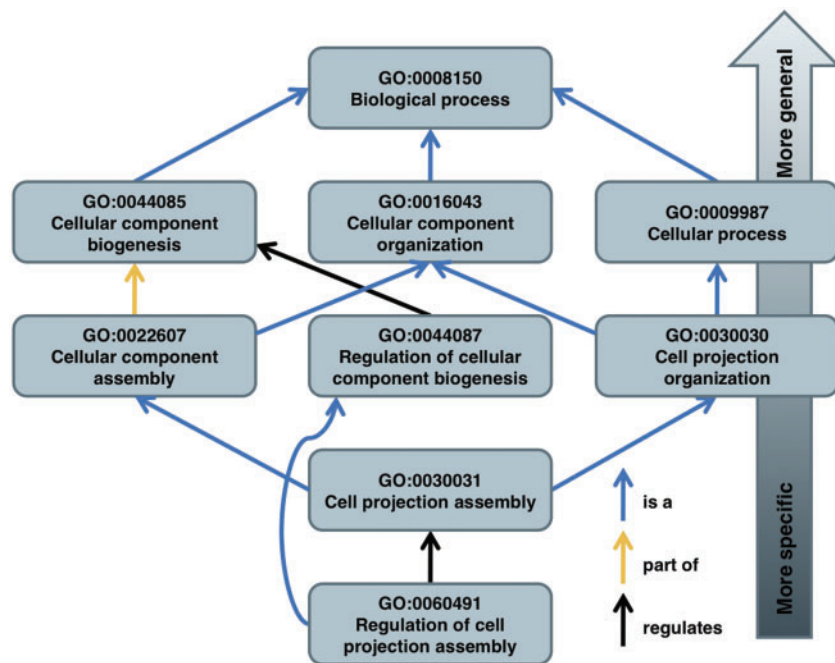 GO:0008150
Biological process
More general
GO:0044085
Cellular component
biogenesis
GO:0016043
Cellular component
organization
GO:0009987
Cellular process
GO:0022607
Cellular component
assembly
GO:0044087
Regulation of cellular
component biogenesis
GO:0030030
Cell projection
organization
GO:0030031
Cell projection assembly
is a
part of
regulates
More specific
GO:0060491
Regulation of cell
projection assembly